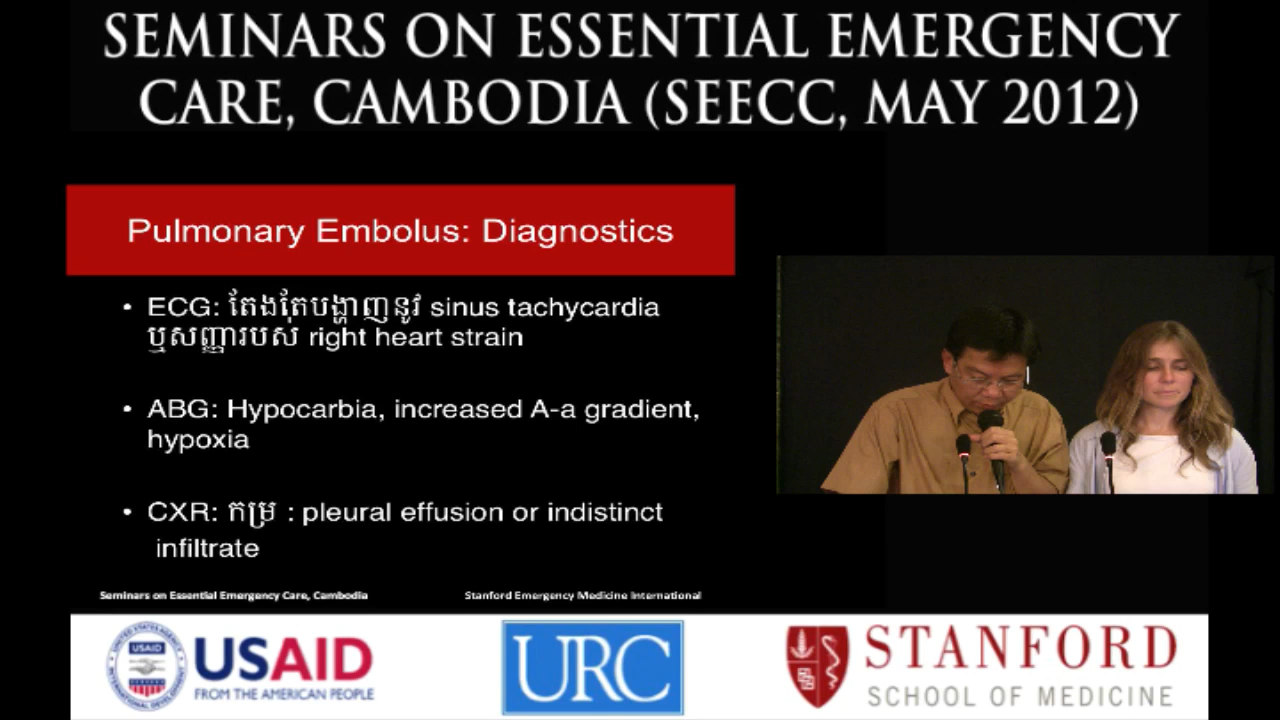 SEMINARS ON ESSENTIAL EMERGENCY
CARE, CAMBODIA (SEECC, MAY 2012)
Pulmonary Embolus: Diagnostics
• ECG: តែងតែបង្ហាញនូវ sinus tachycardia
ឬសញ្ញារបស់ right heart strain
• ABG: Hypocarbia, increased A-a gradient,
hypoxia
• CXR: កម្រ : pleural effusion or indistinct
infiltrate
Seminars on Essential Emergency Care, Cambodia
Stanford Emergency Medicine International
USAID
USAID
FROM THE AMERICAN PEOPLE
URC
STANFORD
SCHOOL OF MEDICINE